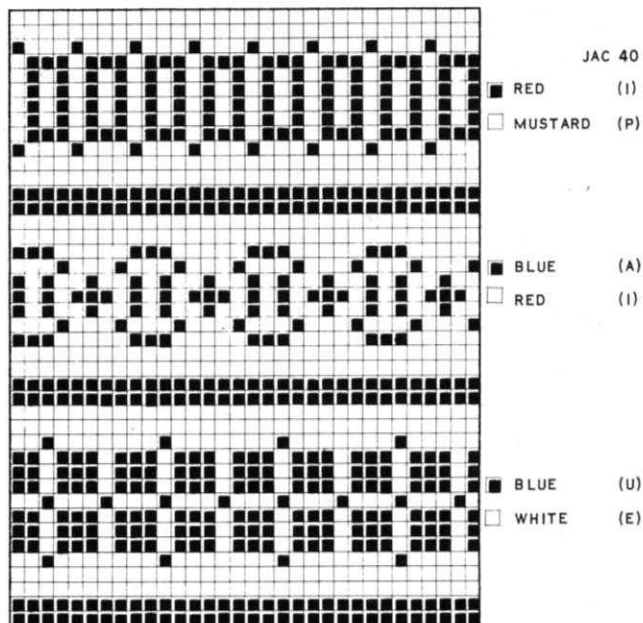 JAC 40
RED (I)
MUSTARD (P)
BLUE (A)
RED (I)
BLUE (U)
WHITE (E)